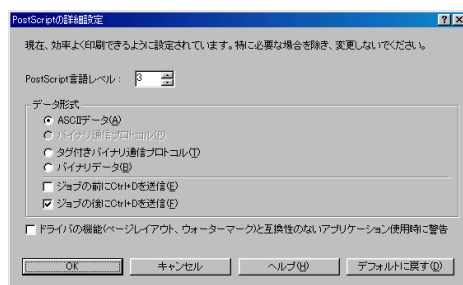 PostScriptの詳細設定
現在、効率よく印刷できるように設定されています。特に必要な場合を除き、変更しないでください。
PostScript言語レベル： 3
データ形式
ASCIIデータ(A)
バイナリ通信プロトコル(P)
タグ付きバイナリ通信プロトコル(T)
バイナリデータ(B)
ジョブの前にCtrl+Dを送信(E)
ジョブの後にCtrl+Dを送信(F)
ドライバの機能(ページレイアウト、ウォーターマーク)と互換性のないアプリケーション使用時に警告
OK キャンセル ヘルプ(H) デフォルトに戻す(D)